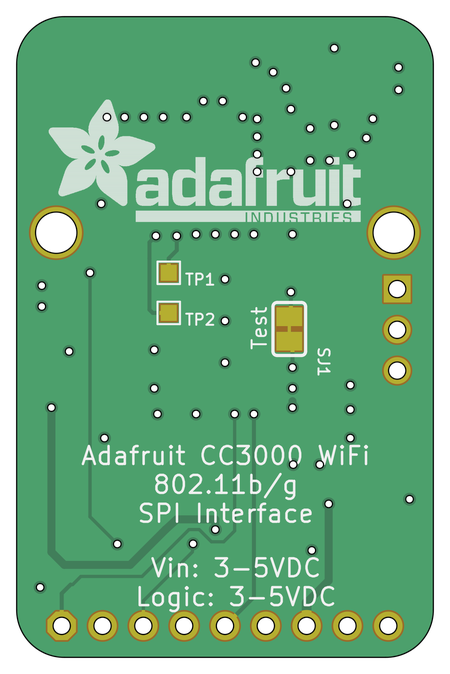 adafruit
INDUSTRIES
TP1
TP2
Test
SJ1
Adafruit CC3000 WiFi
802.11b/g
SPI Interface
Vin: 3-5VDC
Logic: 3-5VDC